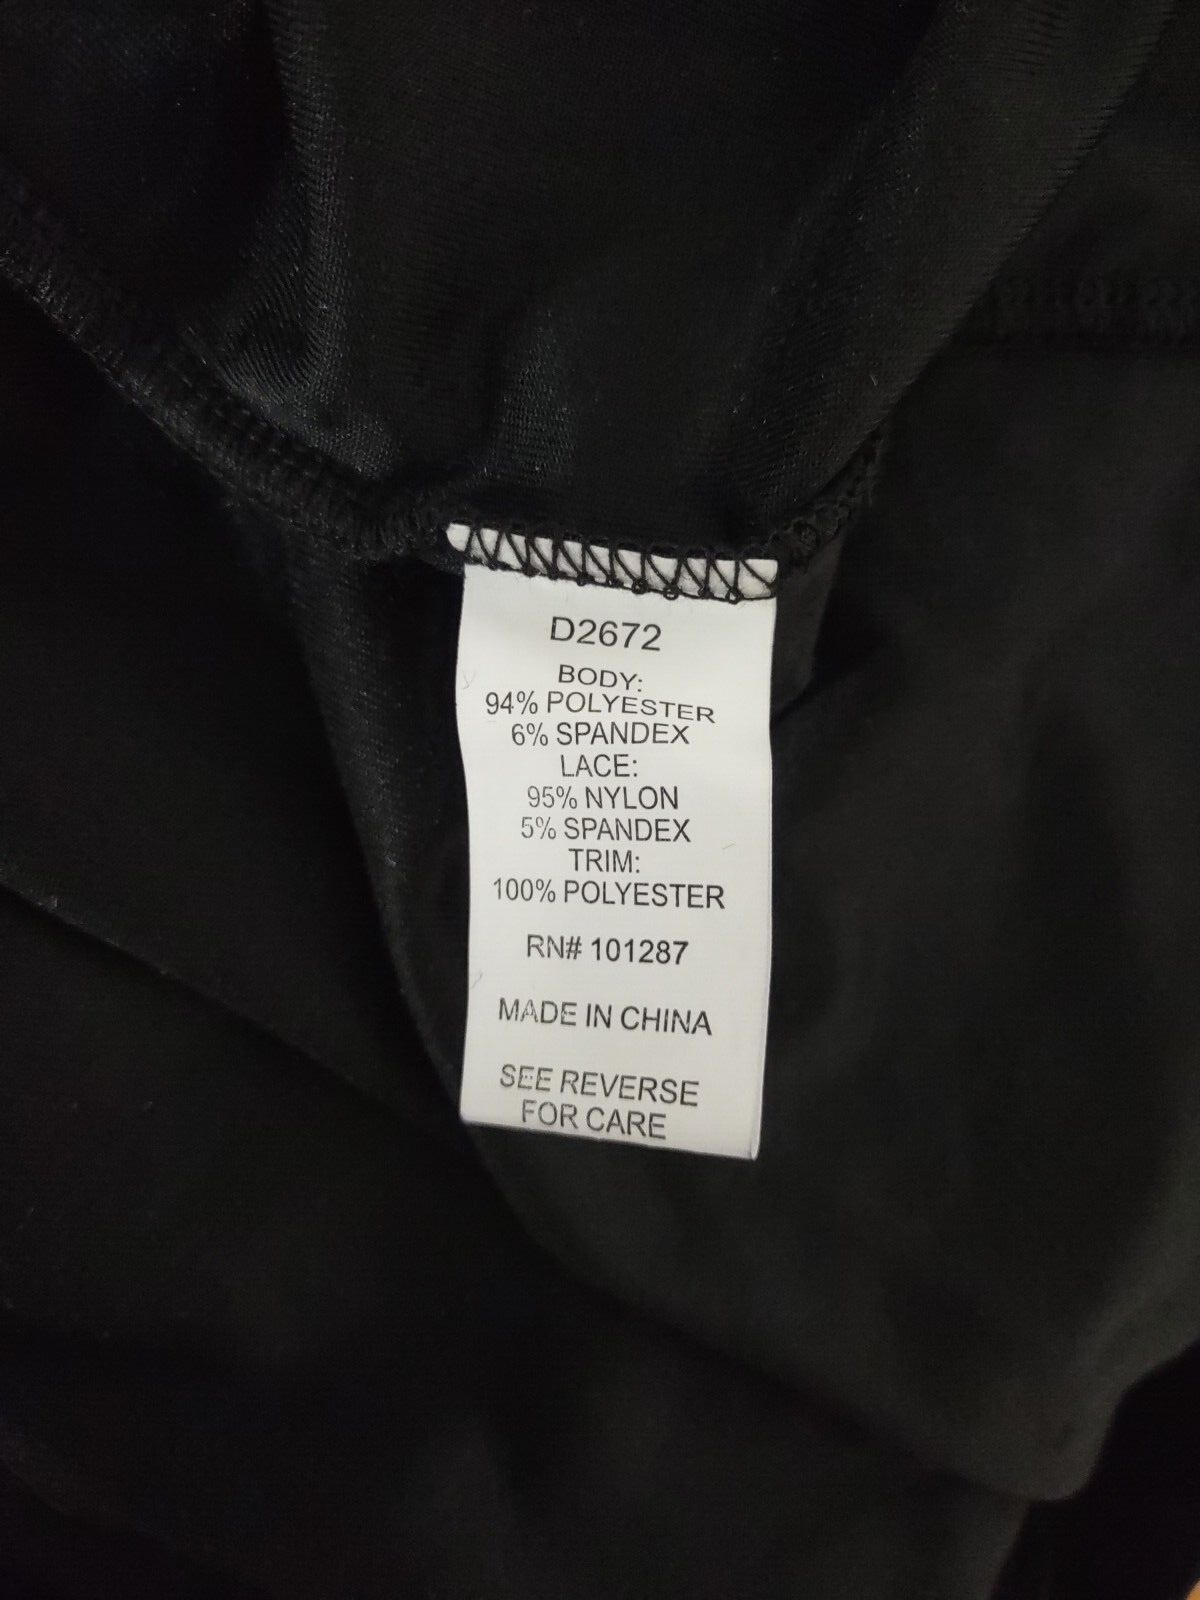 D2672
BODY:
94% POLYESTER
6% SPANDEX
LACE:
95% NYLON
5% SPANDEX
TRIM:
100% POLYESTER
RN# 101287
MADE IN CHINA
SEE REVERSE
FOR CARE